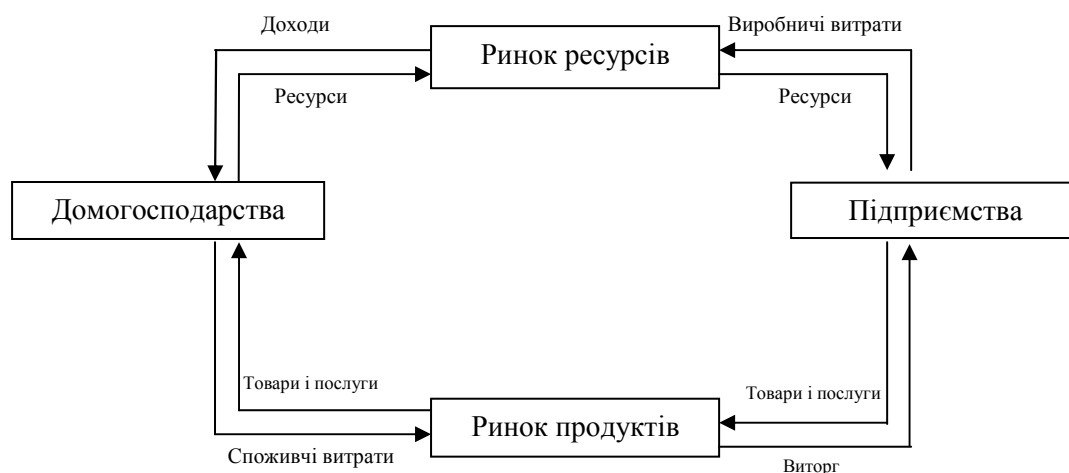 Доходи
Виробничі витрати
Ринок ресурсів
Ресурси
Ресурси
Домогосподарства
Підприємства
Товари і послуги
Товари і послуги
Ринок продуктів
Споживчі витрати
Виторг